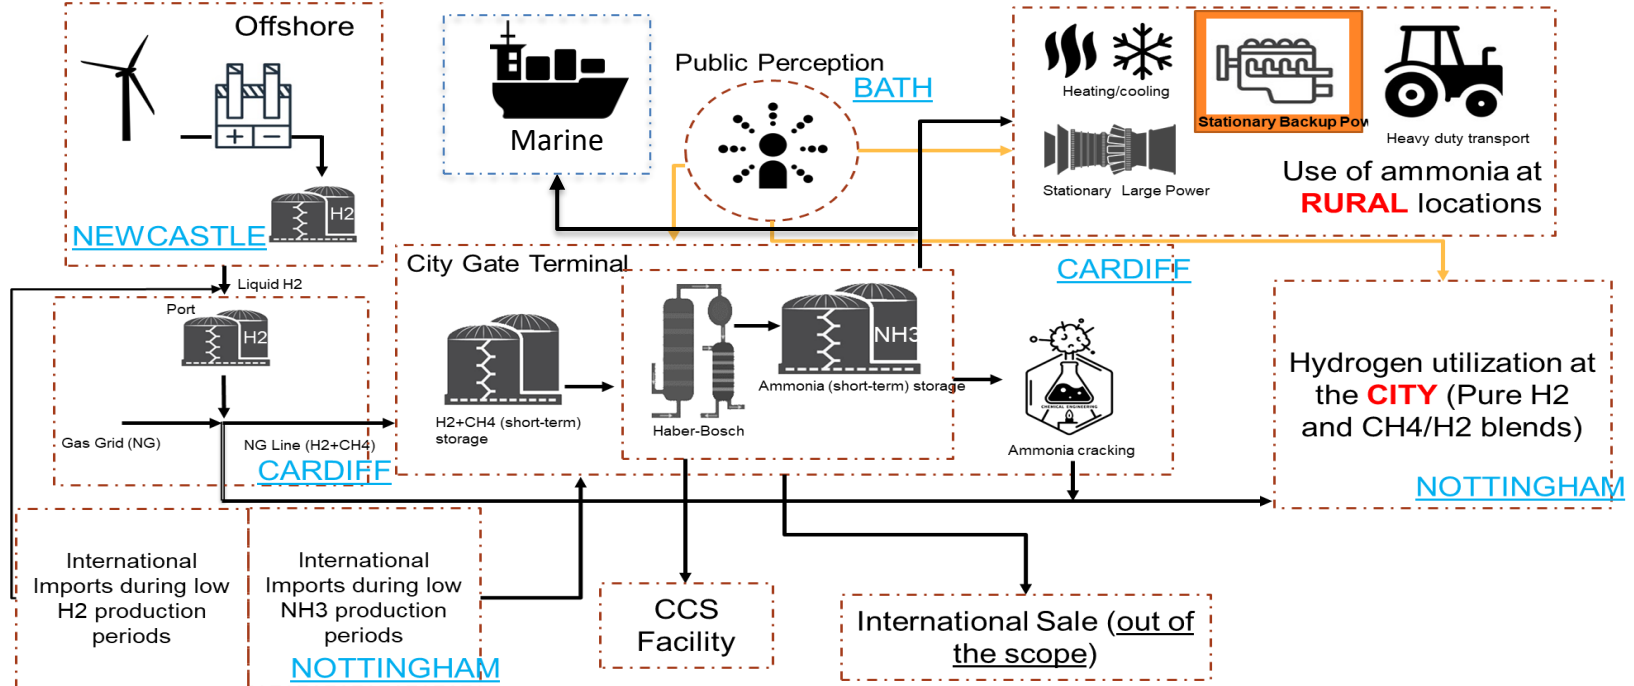 Offshore
H2
NEWCASTLE
Marine
Public Perception
BATH
Heating/cooling
Stationary Backup Pow
Heavy duty transport
Stationary Large Power
Use of ammonia at
RURAL locations
Liquid H2
Port
H2
Gas Grid (NG)
NG Line (H2+CH4)
CARDIFF
City Gate Terminal
CARDIFF
H2+CH4 (short-term)
storage
Haber-Bosch
NH3
Ammonia (short-term) storage
CHEMICAL ENGINEERING
Ammonia cracking
Hydrogen utilization at
the CITY (Pure H2
and CH4/H2 blends)
NOTTINGHAM
International
Imports during low
H2 production
periods
International
Imports during low
NH3 production
periods
NOTTINGHAM
CCS
Facility
International Sale (out of
the scope)